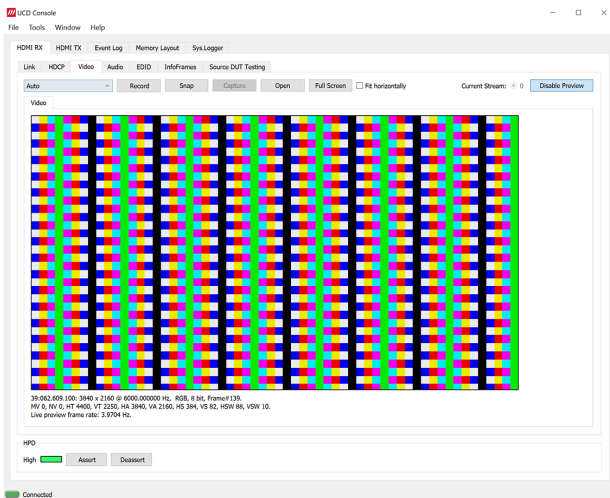 UCD Console
File Tools Window Help
HDMI RX HDMI TX Event Log Memory Layout Sys.Logger
Link HDCP Video Audio EDID InfoFrames Source DUT Testing
Auto Record Snap Capture Open Full Screen Fit horizontally Current Stream: 0 Disable Preview
Video
39:062.609.100: 3840 x 2160 @ 6000.000000 Hz, RGB, 8 bit, Frame#139.
MV 0, NV 0, HT 4400, VT 2250, HA 3840, VA 2160, HS 384, VS 82, HSW 88, VSW 10.
Live preview frame rate: 3.9704 Hz.
HPD
High Assert Deassert
Connected